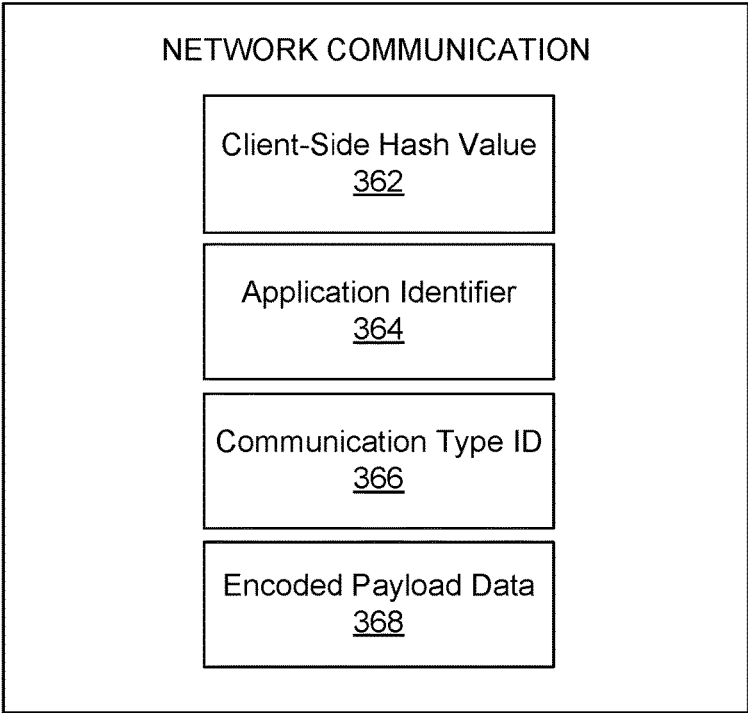 NETWORK COMMUNICATION
Client-Side Hash Value
362
Application Identifier
364
Communication Type ID
366
Encoded Payload Data
368